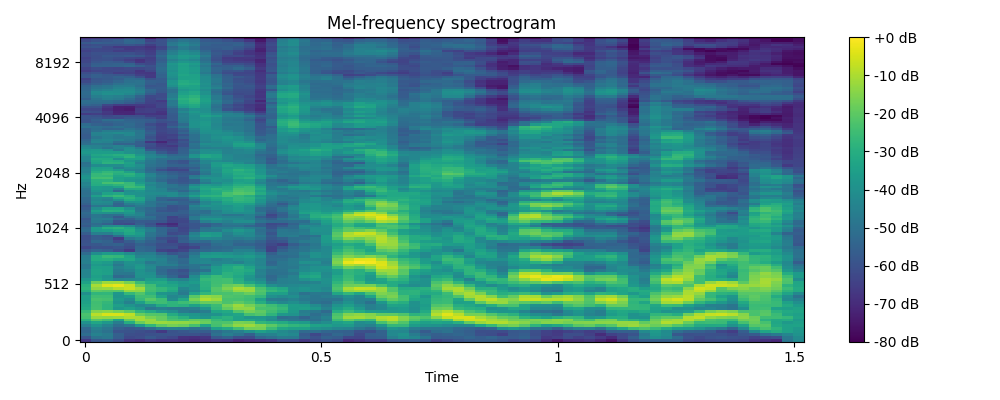 Mel-frequency spectrogram
8192
4096
2048
1024
512
0
Hz
0
0.5
1
1.5
Time
+0 dB
-10 dB
-20 dB
-30 dB
-40 dB
-50 dB
-60 dB
-70 dB
-80 dB